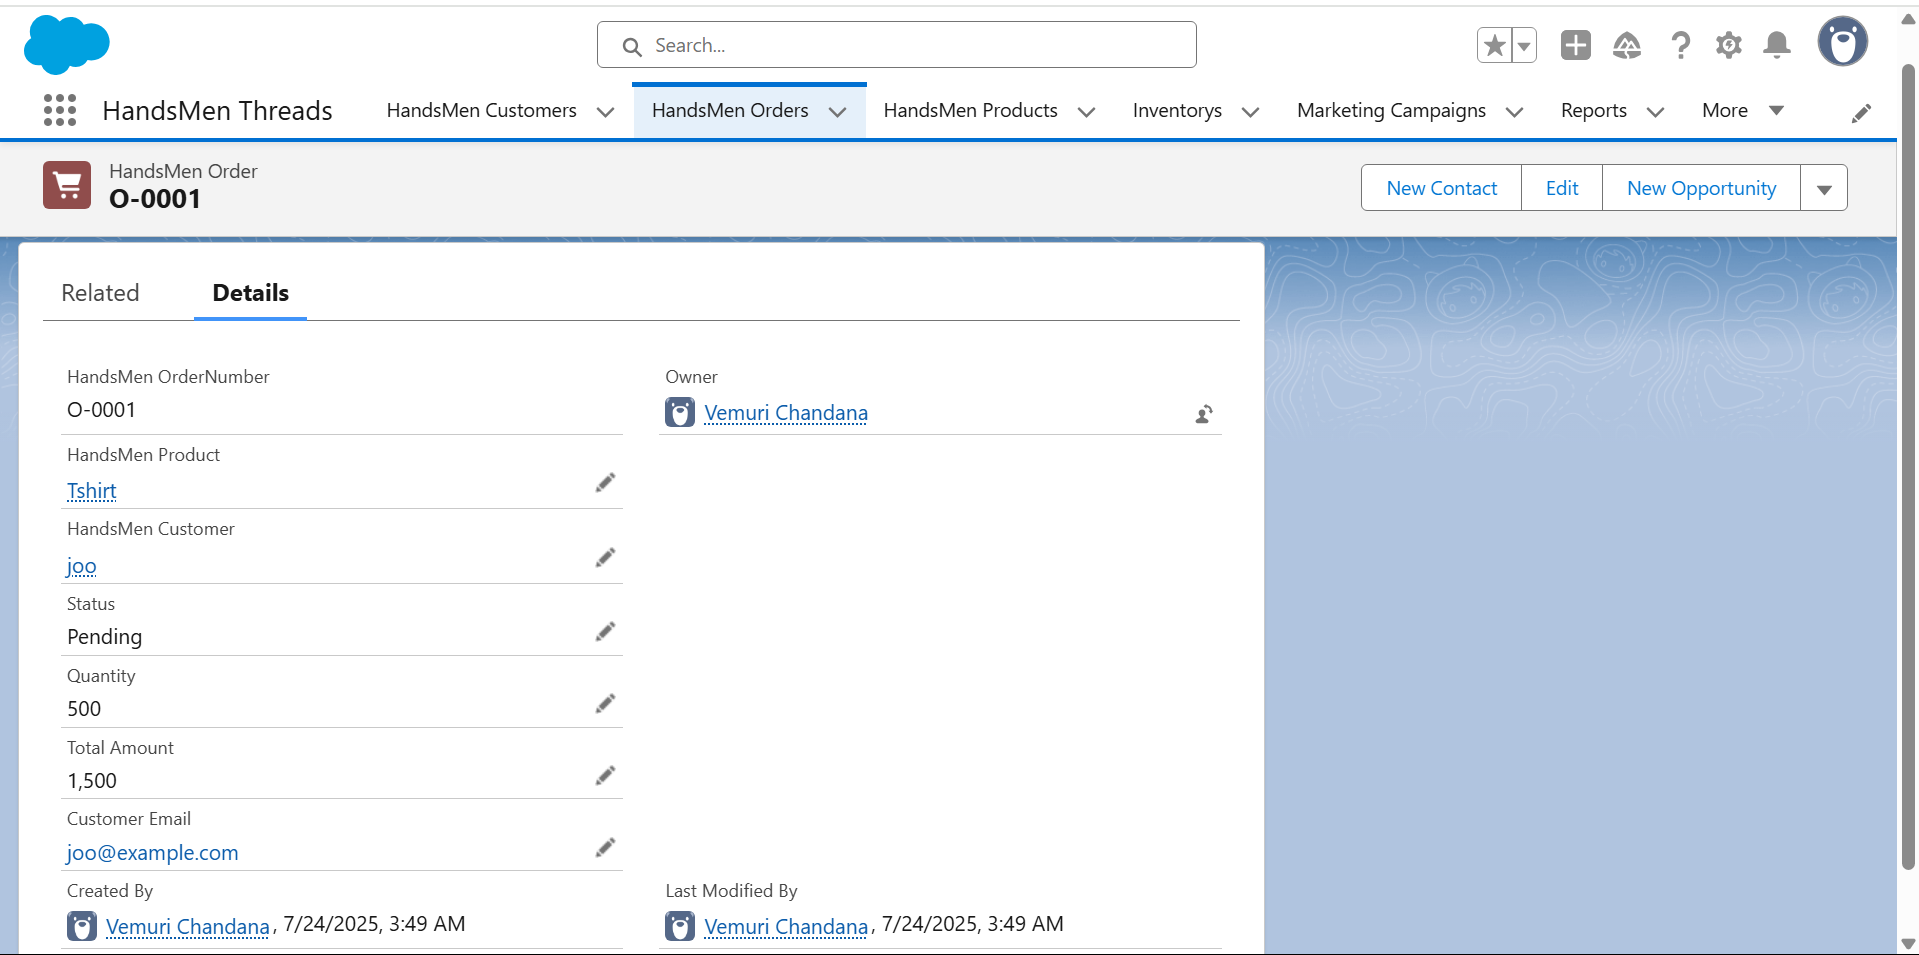 Search...
HandsMen Threads
HandsMen Customers
HandsMen Orders
HandsMen Products
Inventorys
Marketing Campaigns
Reports
More
HandsMen Order
O-0001
New Contact
Edit
New Opportunity
Related
Details
HandsMen OrderNumber
O-0001
Owner
Vemuri Chandana
HandsMen Product
Tshirt
HandsMen Customer
joo
Status
Pending
Quantity
500
Total Amount
1,500
Customer Email
joo@example.com
Created By
Vemuri Chandana, 7/24/2025, 3:49 AM
Last Modified By
Vemuri Chandana, 7/24/2025, 3:49 AM